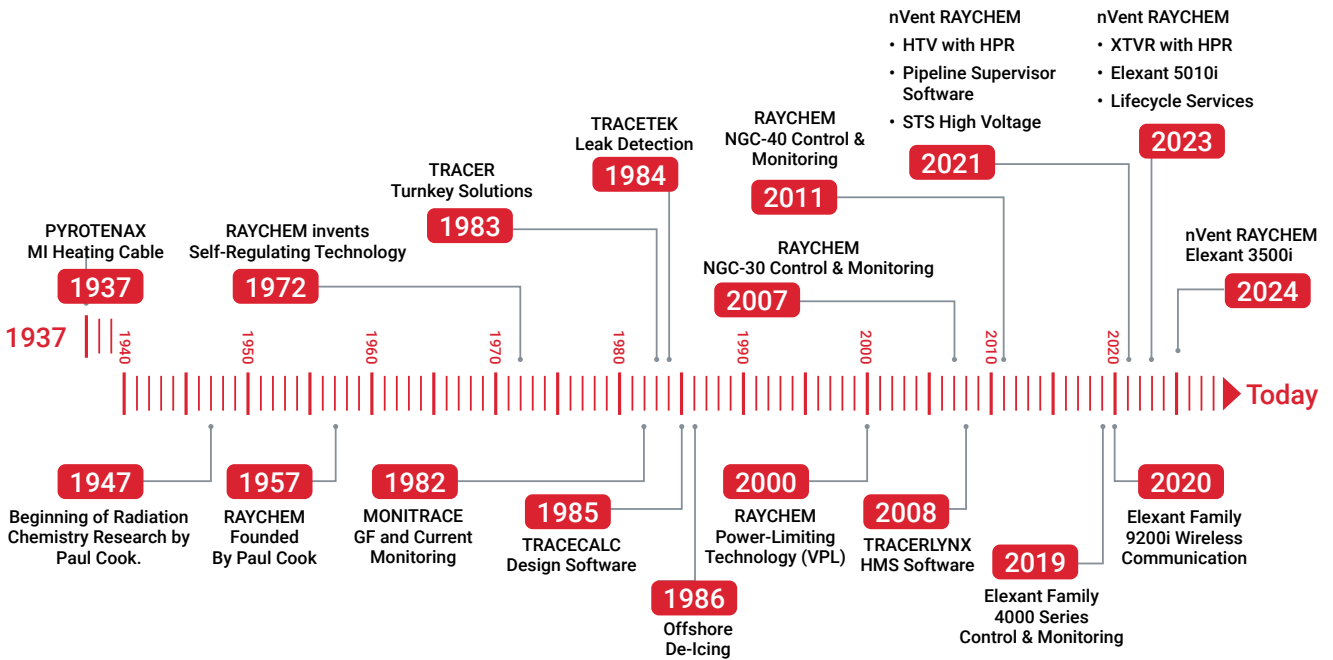 nVent RAYCHEM
• HTV with HPR
• Pipeline Supervisor
Software
• STS High Voltage
2021
nVent RAYCHEM
• XTVR with HPR
• Elexant 5010i
• Lifecycle Services
2023
TRACETEK
Leak Detection
1984
RAYCHEM
NGC-40 Control &
Monitoring
2011
TRACER
Turnkey Solutions
1983
PYROTENAX
MI Heating Cable
1937
RAYCHEM invents
Self-Regulating Technology
1972
RAYCHEM
NGC-30 Control & Monitoring
2007
nVent RAYCHEM
Elexant 3500i
2024
1937
1940
1950
1960
1970
1980
1990
2000
2010
2020
Today
1947
Beginning of Radiation
Chemistry Research by
Paul Cook.
1957
RAYCHEM
Founded
By Paul Cook
1982
MONITRACE
GF and Current
Monitoring
1985
TRACECALC
Design Software
1986
Offshore
De-Icing
2000
RAYCHEM
Power-Limiting
Technology (VPL)
2008
TRACERLYNX
HMS Software
2019
Elexant Family
4000 Series
Control & Monitoring
2020
Elexant Family
9200i Wireless
Communication